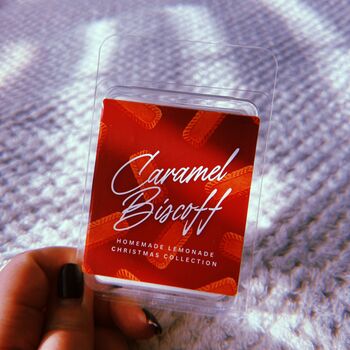 Caramel
Biscoff
HOMEMADE LEMONADE
CHRISTMAS COLLECTION